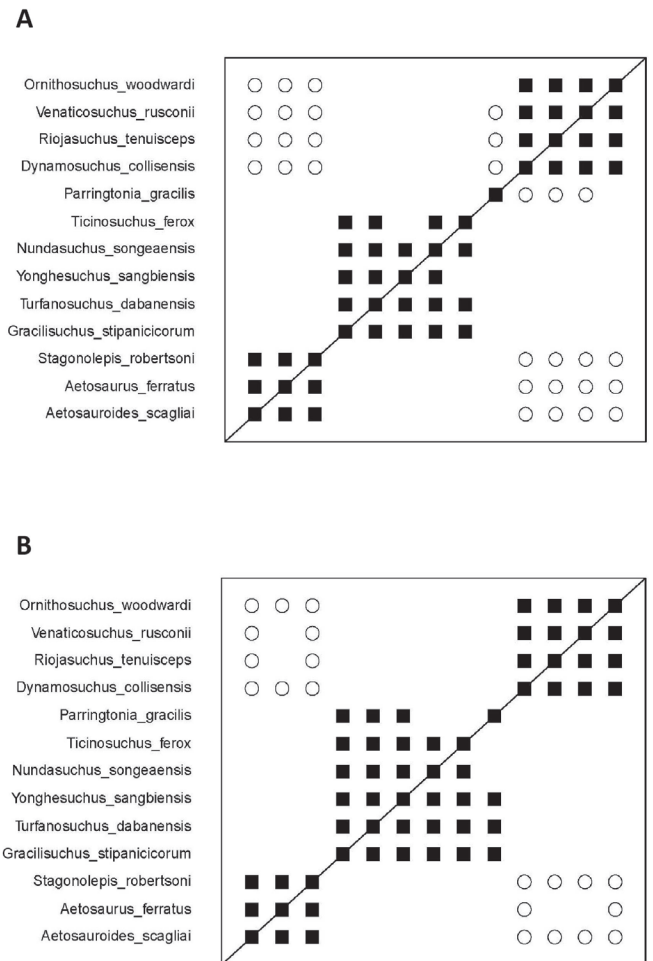 A
Ornithosuchus_woodwardi
Venaticosuchus_rusconii
Riojasuchus_tenuisceps
Dynamosuchus_collisensis
Parringtonia_gracilis
Ticinosuchus_ferox
Nundasuchus_songeaensis
Yonghesuchus_sangbiensis
Turfanosuchus_dabanensis
Gracilisuchus_stipanicicorum
Stagonolepis_robertsoni
Aetosaurus_ferratus
Aetosauroides_scagliai
B
Ornithosuchus_woodwardi
Venaticosuchus_rusconii
Riojasuchus_tenuisceps
Dynamosuchus_collisensis
Parringtonia_gracilis
Ticinosuchus_ferox
Nundasuchus_songeaensis
Yonghesuchus_sangbiensis
Turfanosuchus_dabanensis
Gracilisuchus_stipanicicorum
Stagonolepis_robertsoni
Aetosaurus_ferratus
Aetosauroides_scagliai